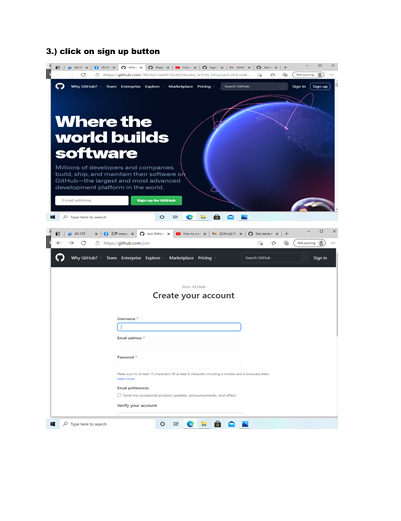 3.) click on sign up button
Why GitHub? Team Enterprise Explore Marketplace Pricing Search GitHub Sign in Sign up
Where the
world builds
software
Millions of developers and companies
build, ship, and maintain their software on
GitHub—the largest and most advanced
development platform in the world.
Email address Sign up for GitHub
Type here to search
https://github.com/join
Why GitHub? Team Enterprise Explore Marketplace Pricing Search GitHub Sign in
Join GitHub
Create your account
Username *
Email address *
Password *
Make sure it's at least 15 characters OR at least 8 characters including a number and a lowercase letter.
Learn more.
Email preferences
Send me occasional product updates, announcements, and offers.
Verify your account
Type here to search